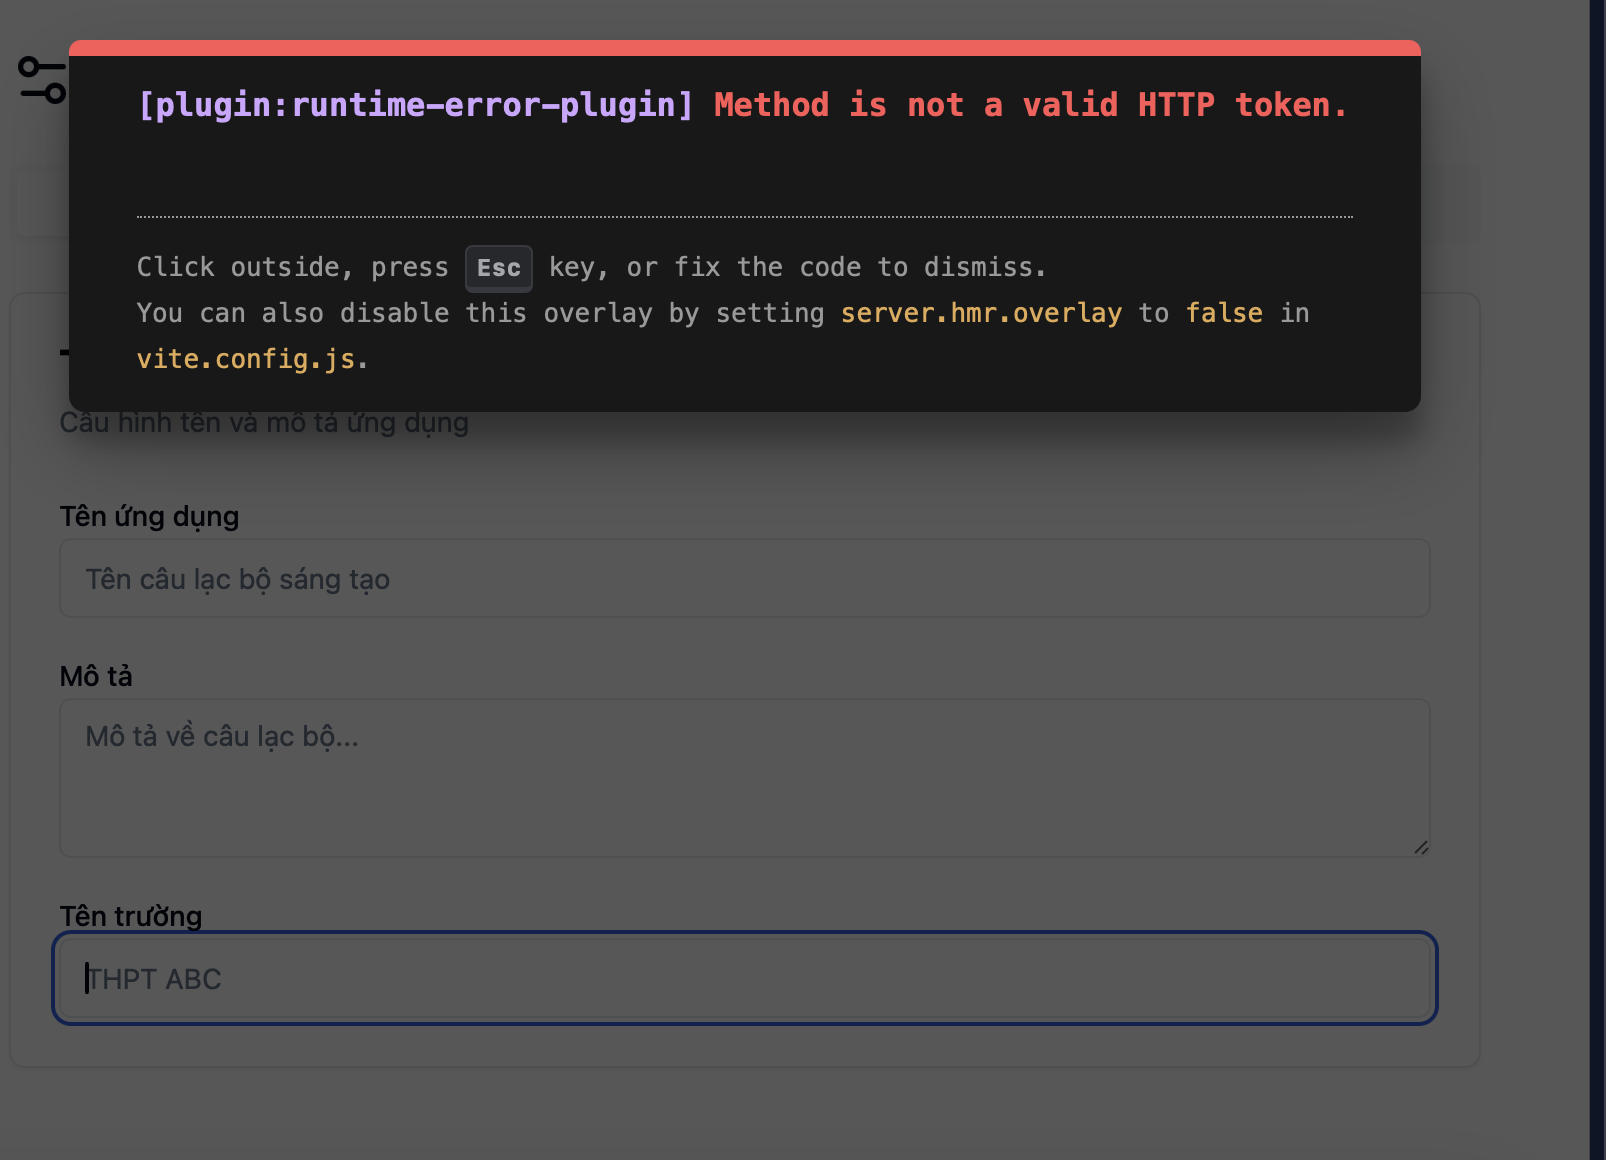 [plugin:runtime-error-plugin] Method is not a valid HTTP token.
Click outside, press Esc key, or fix the code to dismiss.
You can also disable this overlay by setting server.hmr.overlay to false in
vite.config.js.
Cấu hình tên và mô tả ứng dụng
Tên ứng dụng
Tên câu lạc bộ sáng tạo
Mô tả
Mô tả về câu lạc bộ...
Tên trường
THPT ABC